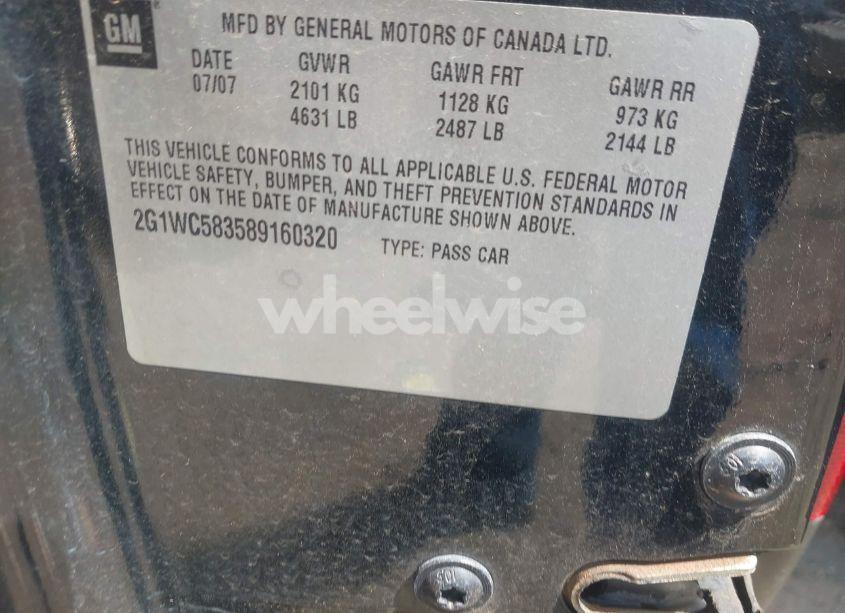 GM
MFD BY GENERAL MOTORS OF CANADA LTD.
DATE GVWR GAWR FRT GAWR RR
07/07 2101 KG 1128 KG 973 KG
4631 LB 2487 LB 2144 LB
THIS VEHICLE CONFORMS TO ALL APPLICABLE U.S. FEDERAL MOTOR
VEHICLE SAFETY, BUMPER, AND THEFT PREVENTION STANDARDS IN
EFFECT ON THE DATE OF MANUFACTURE SHOWN ABOVE.
2G1WC583589160320 TYPE: PASS CAR
wheelwise